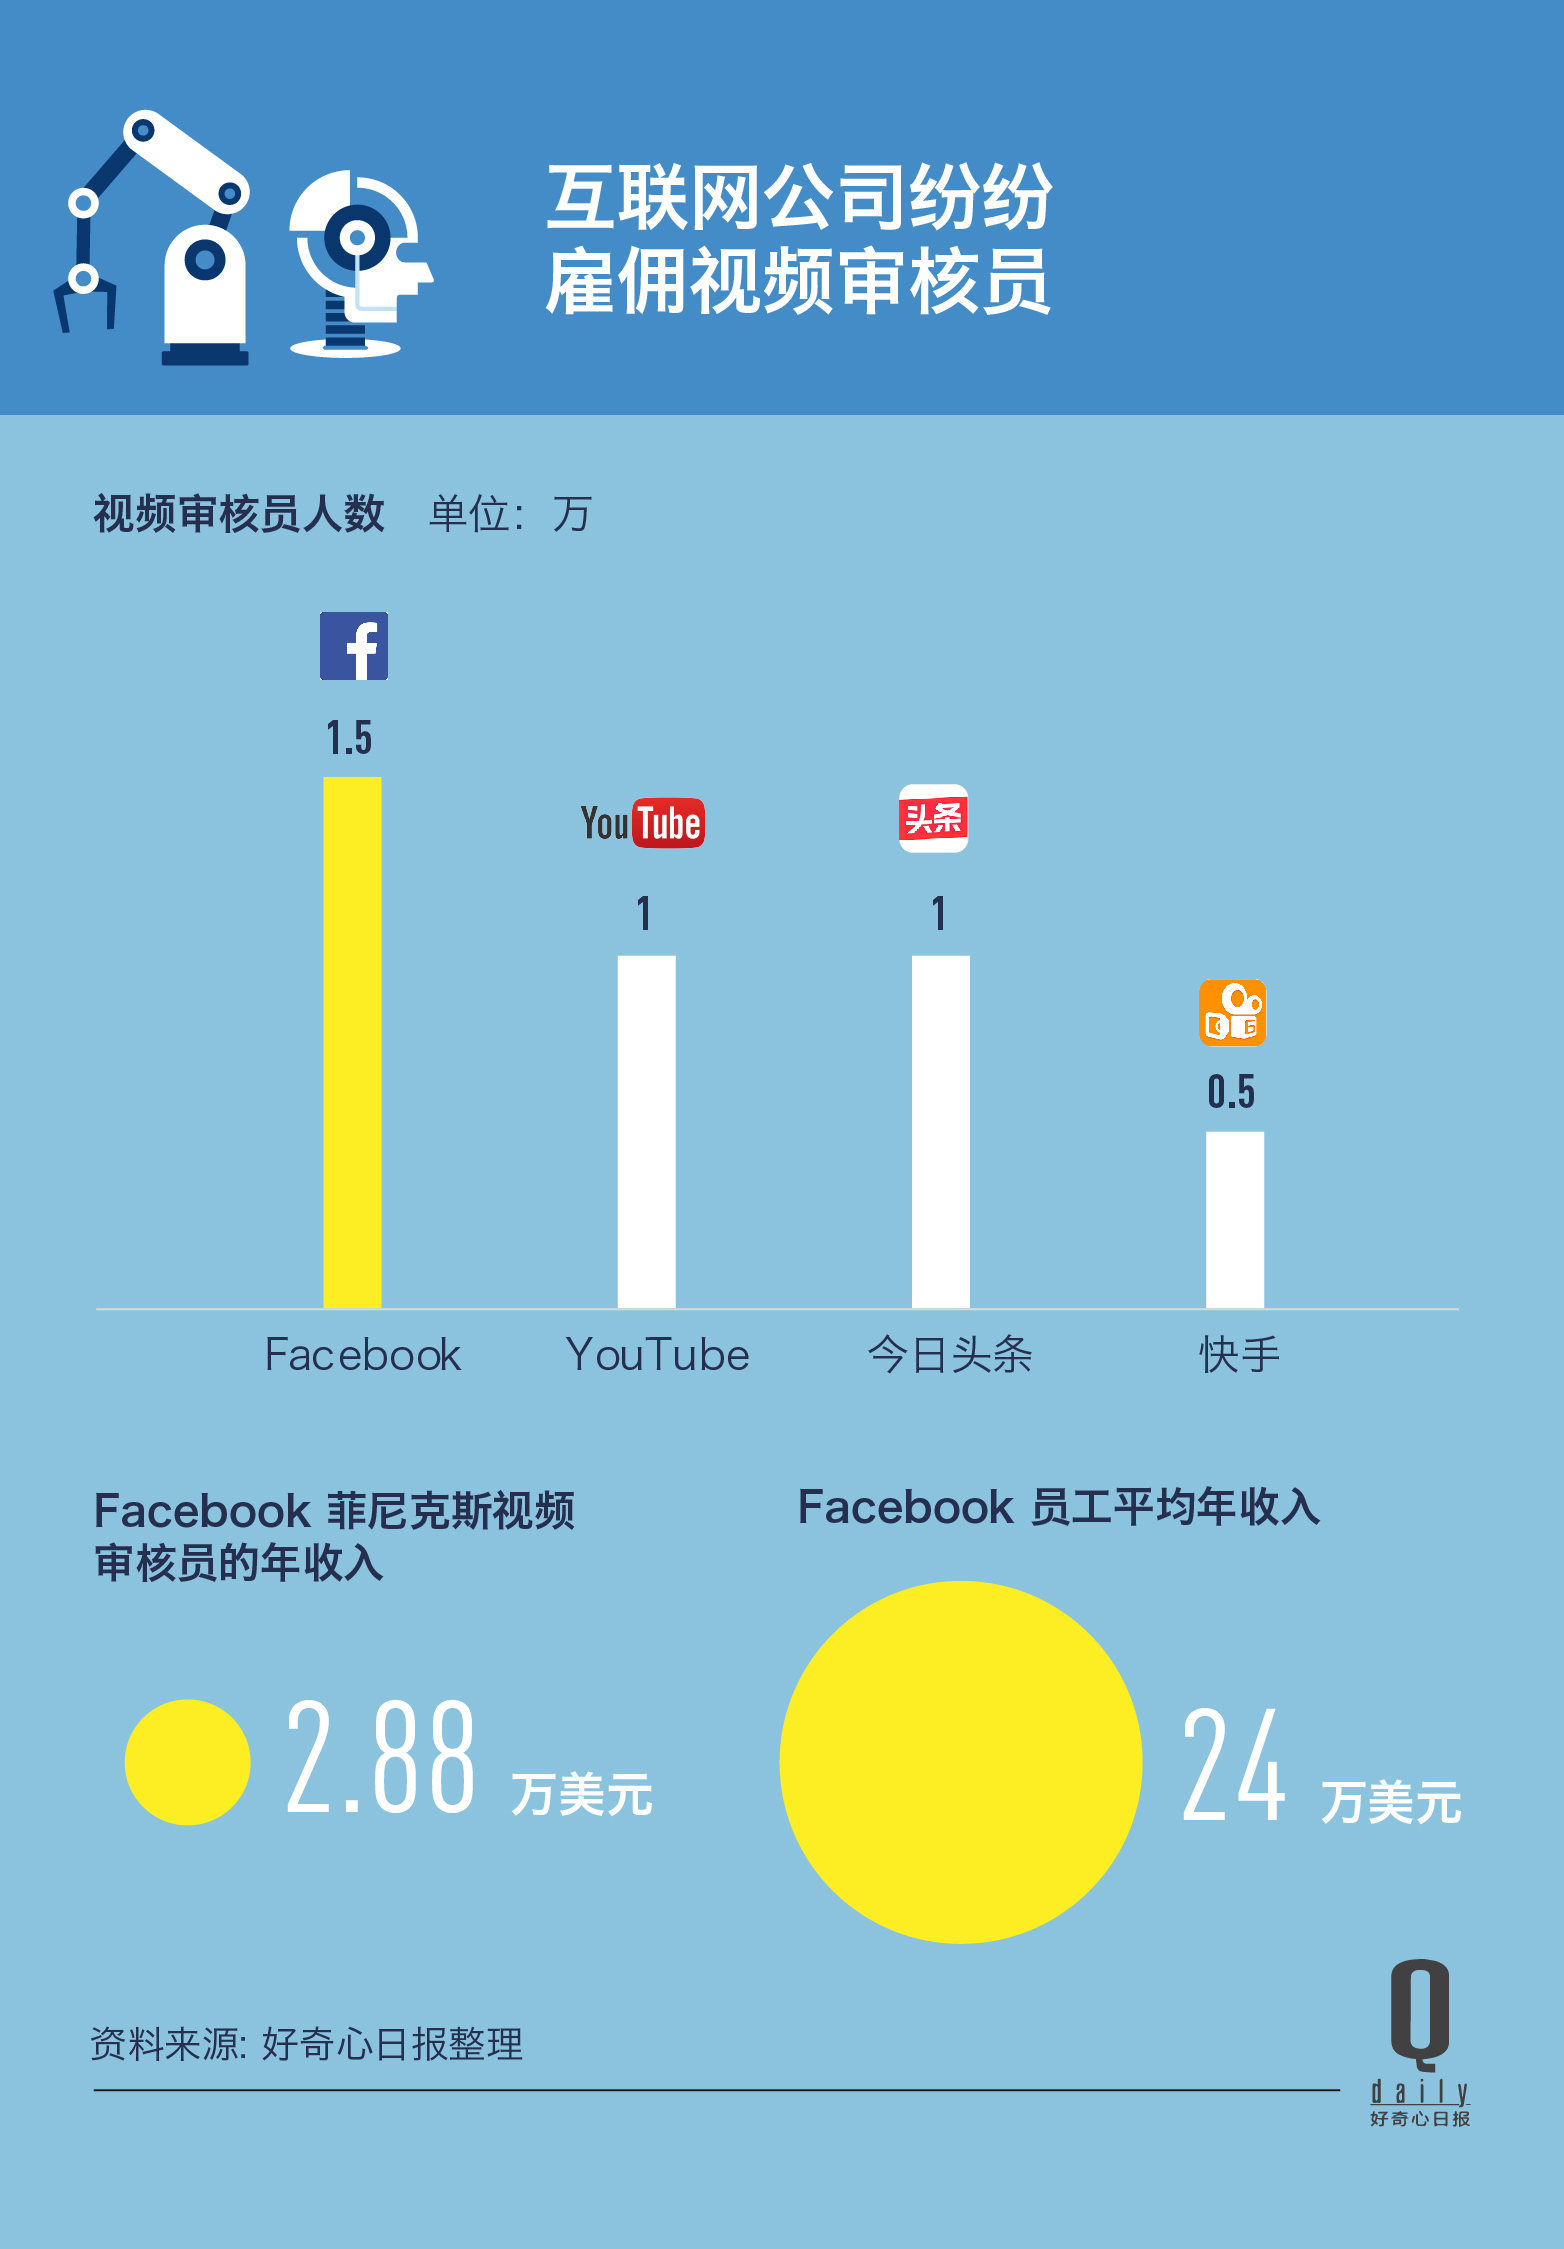 互联网公司纷纷
雇佣视频审核员
视频审核员人数 单位：万
1.5
YouTube
头条
1
1
0.5
Facebook YouTube 今日头条 快手
Facebook 菲尼克斯视频
审核员的年收入
Facebook 员工平均年收入
2.88 万美元
24 万美元
资料来源: 好奇心日报整理
Q
daily
好奇心日报